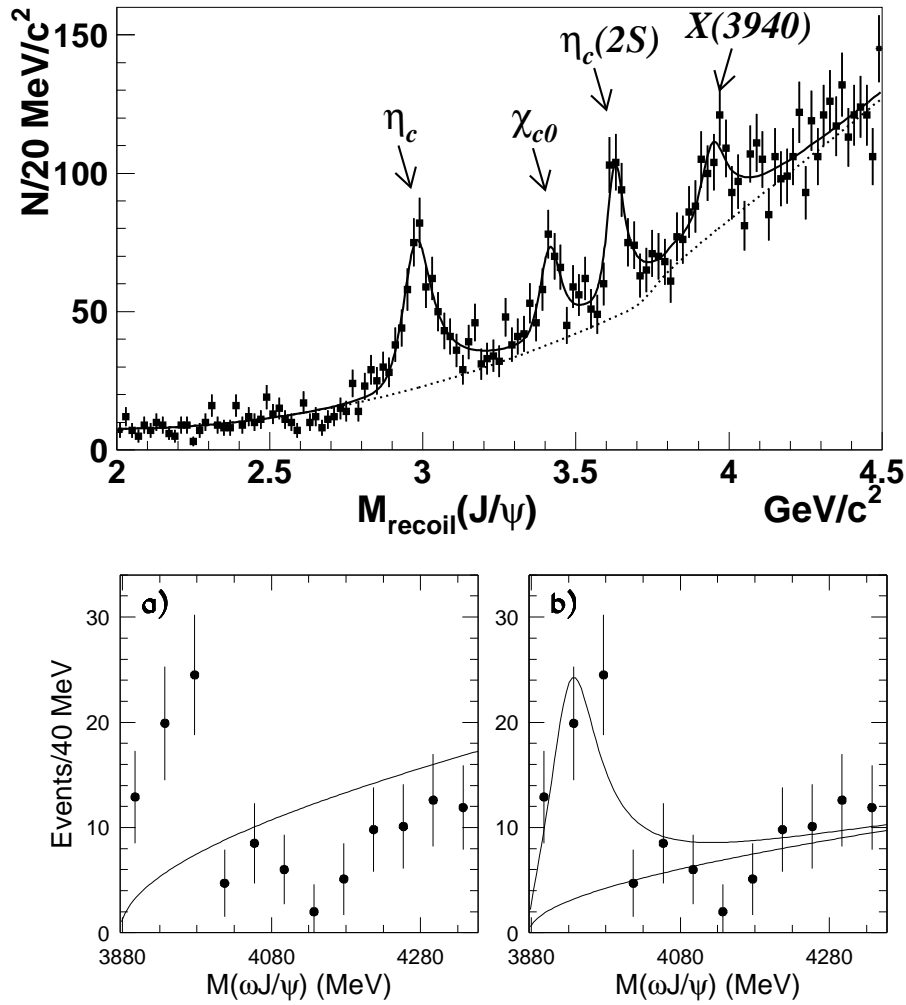 N/20 MeV/c²
150
100
50
0
η_c
χ_c0
η_c(2S)
X(3940)
2 2.5 3 3.5 4 4.5
M_recoil(J/ψ) GeV/c²
a)
Events/40 MeV
30
20
10
0
3880 4080 4280
M(ωJ/ψ) (MeV)
b)
30
20
10
0
3880 4080 4280
M(ωJ/ψ) (MeV)